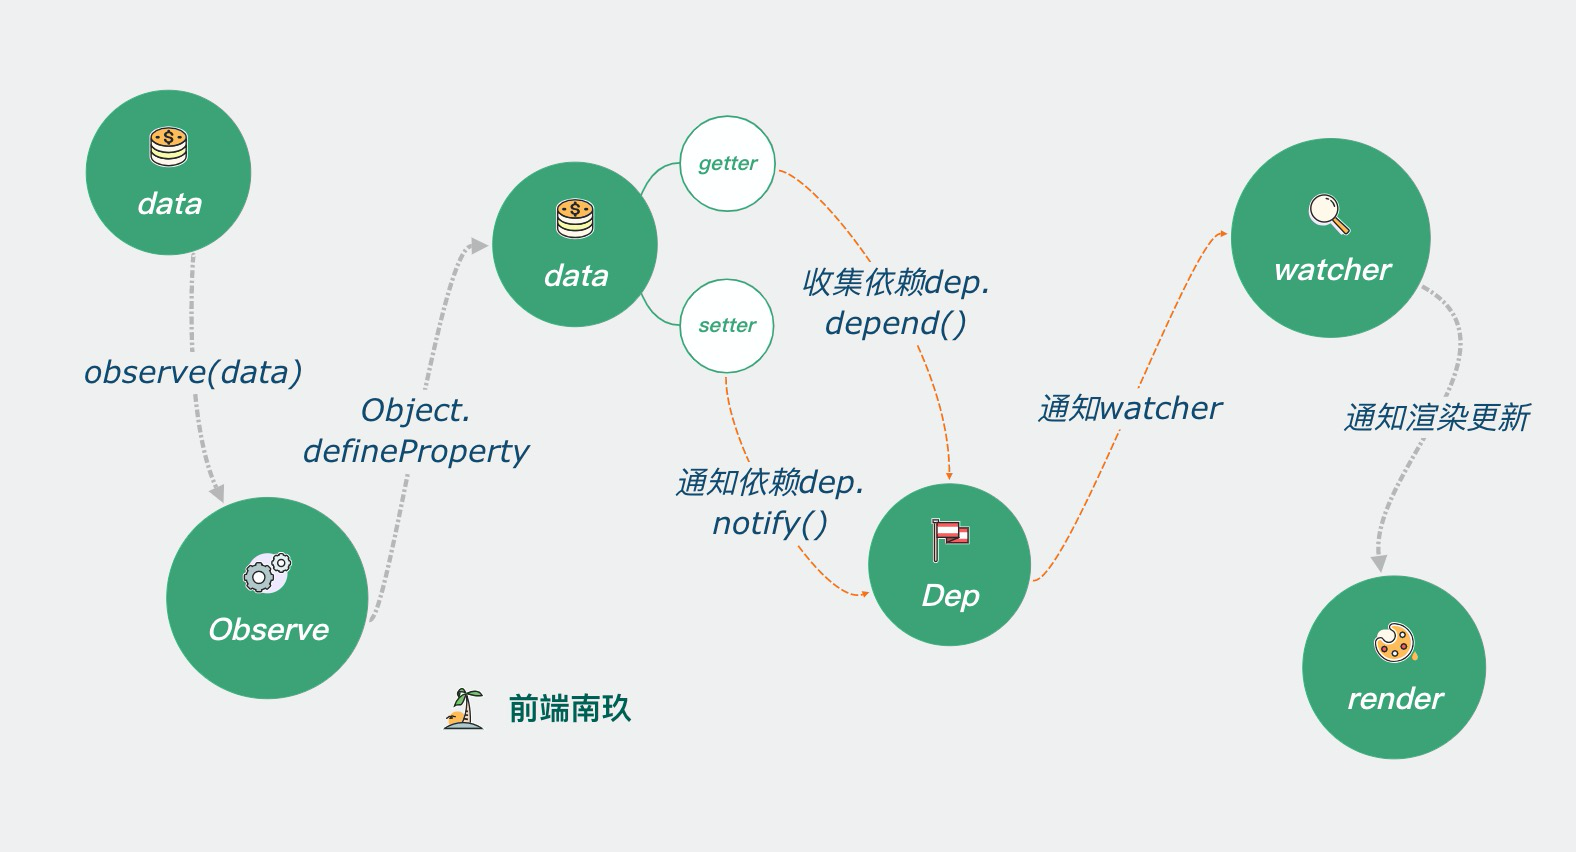 data
observe(data)
Observe
Object.
defineProperty
data
getter
setter
收集依赖dep.
depend()
通知依赖dep.
notify()
Dep
通知watcher
watcher
通知渲染更新
render
前端南玖